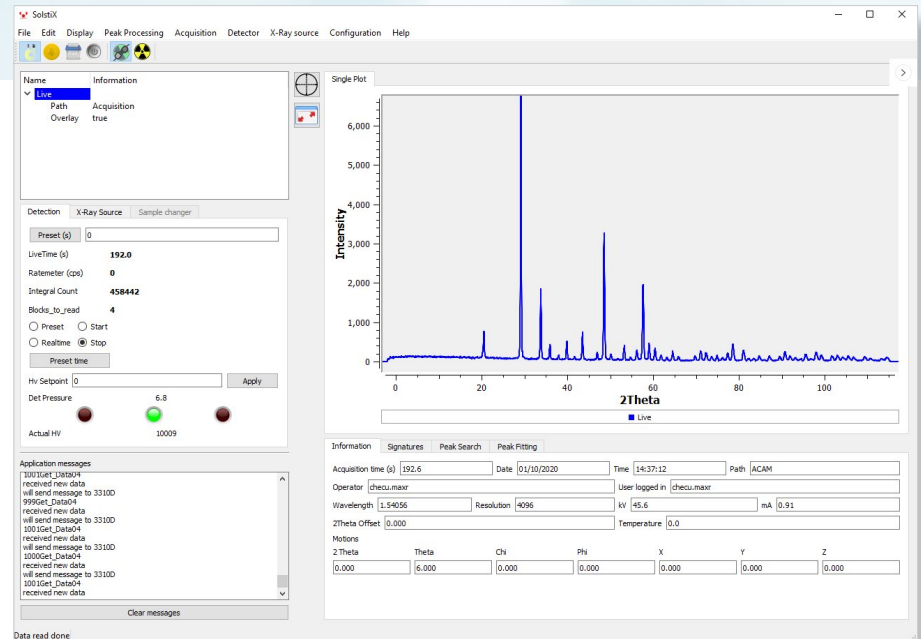 SolstiX
File Edit Display Peak Processing Acquisition Detector X-Ray source Configuration Help
Name Information
Live
Path Acquisition
Overlay true
Detection X-Ray Source Sample changer
Preset (s) 0
LiveTime (s) 192.0
Ratemeter (cps) 0
Integral Count 458442
Blocks_to_read 4
Preset Start
Realtime Stop
Preset time
Hv Setpoint 0 Apply
Det Pressure 6.8
Actual HV 10009
Application messages
1001Get_Data04
received new data
will send message to 3310D
999Get_Data04
received new data
will send message to 3310D
1001Get_Data04
received new data
will send message to 3310D
1000Get_Data04
received new data
will send message to 3310D
1001Get_Data04
received new data
Clear messages
Data read done
Single Plot
Intensity
6,000
5,000
4,000
3,000
2,000
1,000
0
0 20 40 60 80 100
2Theta
Live
Information Signatures Peak Search Peak Fitting
Acquisition time (s) 192.6 Date 01/10/2020 Time 14:37:12 Path ACAM
Operator checu.maxr User logged in checu.maxr
Wavelength 1.54056 Resolution 4096 kV 45.6 mA 0.91
2Theta Offset 0.000 Temperature 0.0
Motions
2 Theta Theta Chi Phi X Y Z
0.000 6.000 0.000 0.000 0.000 0.000 0.000